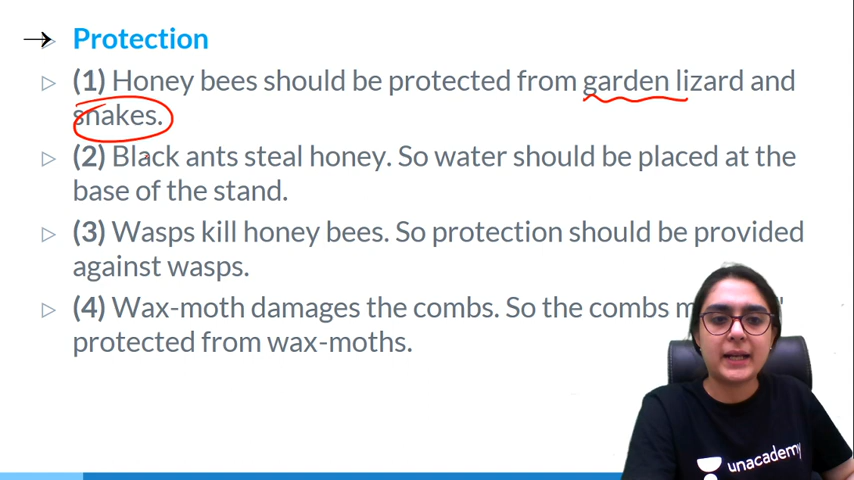 Protection
(1) Honey bees should be protected from garden lizard and
snakes.
(2) Black ants steal honey. So water should be placed at the
base of the stand.
(3) Wasps kill honey bees. So protection should be provided
against wasps.
(4) Wax-moth damages the combs. So the combs
protected from wax-moths.
unacademy